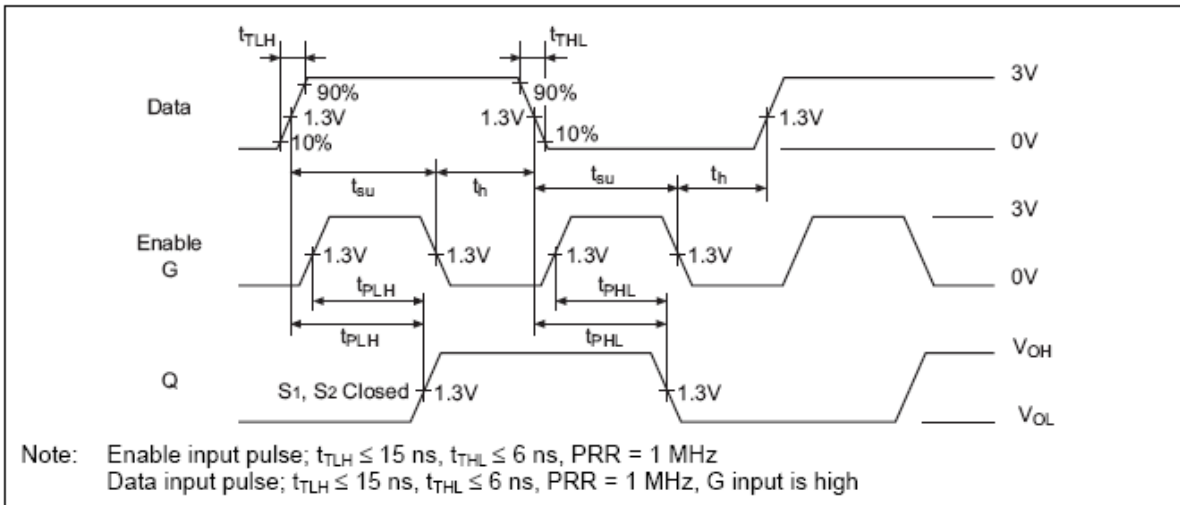 tTLH
tTHL
Data
90%
1.3V
10%
90%
1.3V
10%
1.3V
3V
0V
tsu
th
tsu
th
Enable
G
1.3V
1.3V
1.3V
1.3V
3V
0V
tPLH
tPHL
tPLH
tPHL
Q
S1, S2 Closed
1.3V
1.3V
VOH
VOL
Note: Enable input pulse; tTLH ≤ 15 ns, tTHL ≤ 6 ns, PRR = 1 MHz
Data input pulse; tTLH ≤ 15 ns, tTHL ≤ 6 ns, PRR = 1 MHz, G input is high